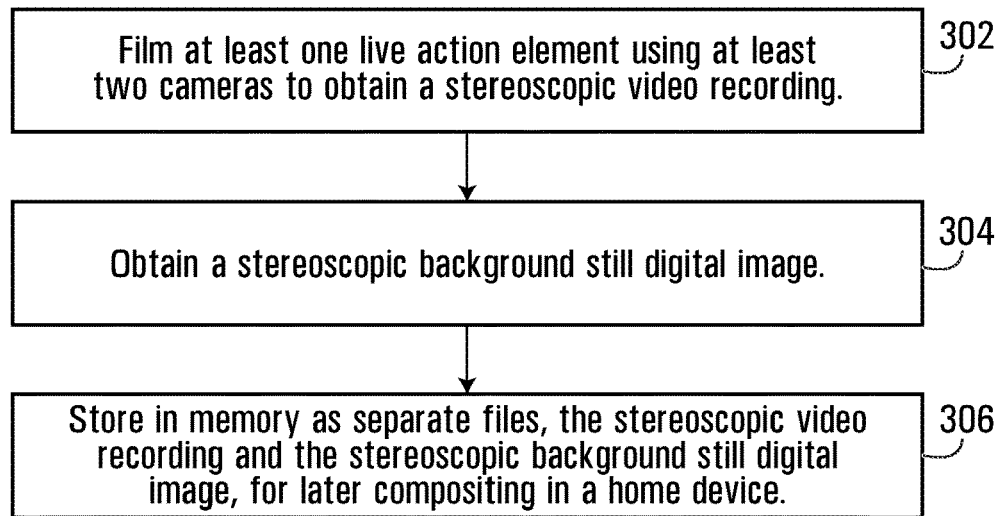 Film at least one live action element using at least
two cameras to obtain a stereoscopic video recording.
302
Obtain a stereoscopic background still digital image.
304
Store in memory as separate files, the stereoscopic video
recording and the stereoscopic background still digital
image, for later compositing in a home device.
306